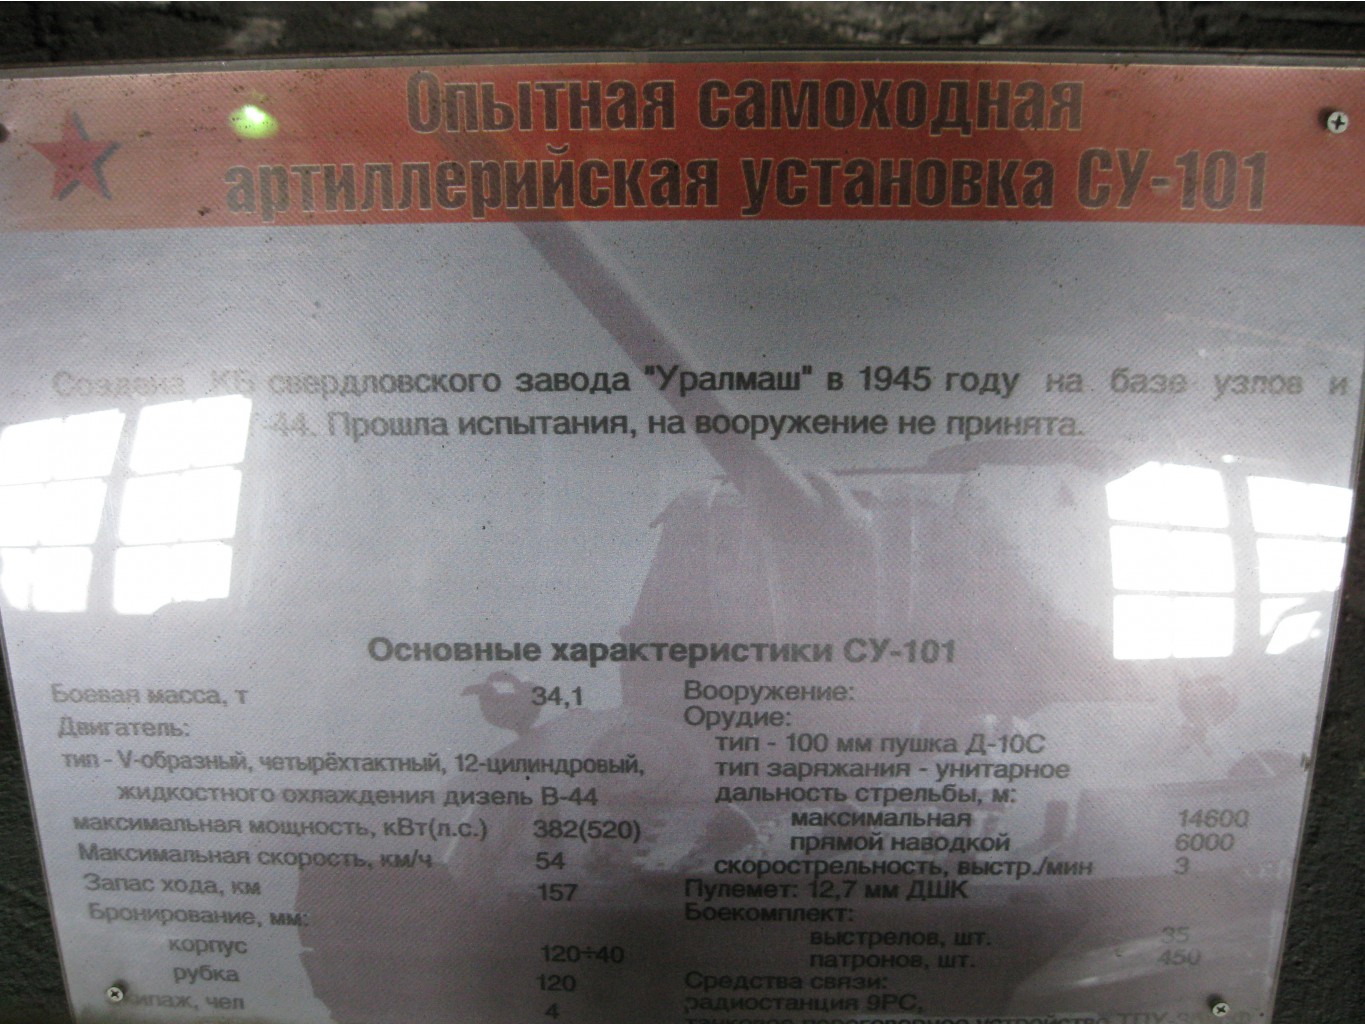 Опытная самоходная
артиллерийская установка СУ-101
Создана КБ свердловского завода "Уралмаш" в 1945 году на базе узлов и
Т-44. Прошла испытания, на вооружение не принята.
Основные характеристики СУ-101
Боевая масса, т 34,1
Двигатель:
тип - V-образный, четырёхтактный, 12-цилиндровый,
жидкостного охлаждения дизель В-44
максимальная мощность, кВт(л.с.) 382(520)
Максимальная скорость, км/ч 54
Запас хода, км 157
Бронирование, мм:
корпус 120÷40
рубка 120
чел 4
Вооружение:
Орудие:
тип - 100 мм пушка Д-10С
тип заряжания - унитарное
дальность стрельбы, м:
максимальная 14600
прямой наводкой 6000
скорострельность, выстр./мин 3
Пулемет: 12,7 мм ДШК
Боекомплект:
выстрелов, шт. 35
патронов, шт. 450
Средства связи:
радиостанция 9РС,
танковое переговорное устройство